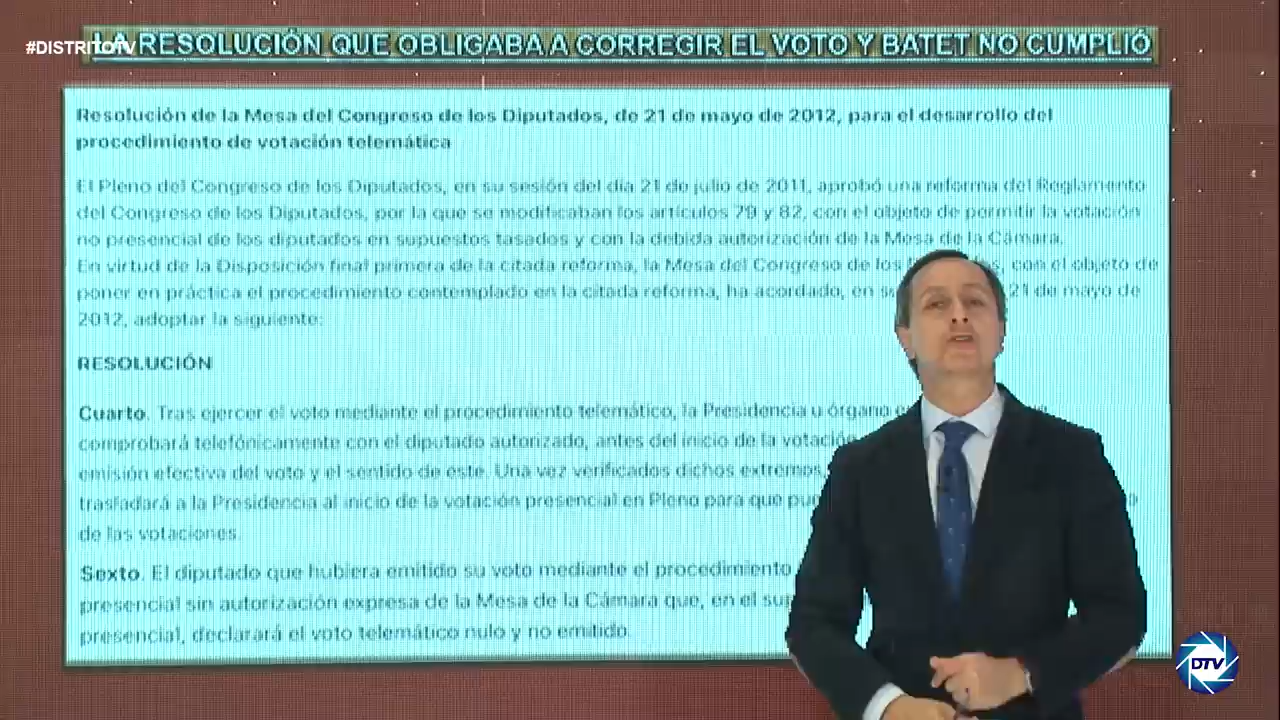 #DISTRITOTV
LA RESOLUCIÓN QUE OBLIGABA A CORREGIR EL VOTO Y BATET NO CUMPLIÓ
Resolución de la Mesa del Congreso de los Diputados, de 21 de mayo de 2012, para el desarrollo del
procedimiento de votación telemática
El Pleno del Congreso de los Diputados, en su sesión del día 21 de julio de 2011, aprobó una reforma del Reglamento
del Congreso de los Diputados, por la que se modificaban los artículos 79 y 82, con el objeto de permitir la votación
no presencial de los diputados en supuestos tasados y con la debida autorización de la Mesa de la Cámara.
En virtud de la Disposición final primera de la citada reforma, la Mesa del Congreso de los con el objeto de
poner en práctica el procedimiento contemplado en la citada reforma, ha acordado, en 21 de mayo de
2012, adoptar la siguiente:
RESOLUCIÓN
Cuarto. Tras ejercer el voto mediante el procedimiento telemático, la Presidencia u órgano
comprobará telefónicamente con el diputado autorizado, antes del inicio de la votación
emisión efectiva del voto y el sentido de este. Una vez verificados dichos extremos,
trasladará a la Presidencia al inicio de la votación presencial en Pleno para que
de las votaciones.
Sexto. El diputado que hubiera emitido su voto mediante el procedimiento
presencial sin autorización expresa de la Mesa de la Cámara que, en el
presencial, declarará el voto telemático nulo y no emitido.
DTV